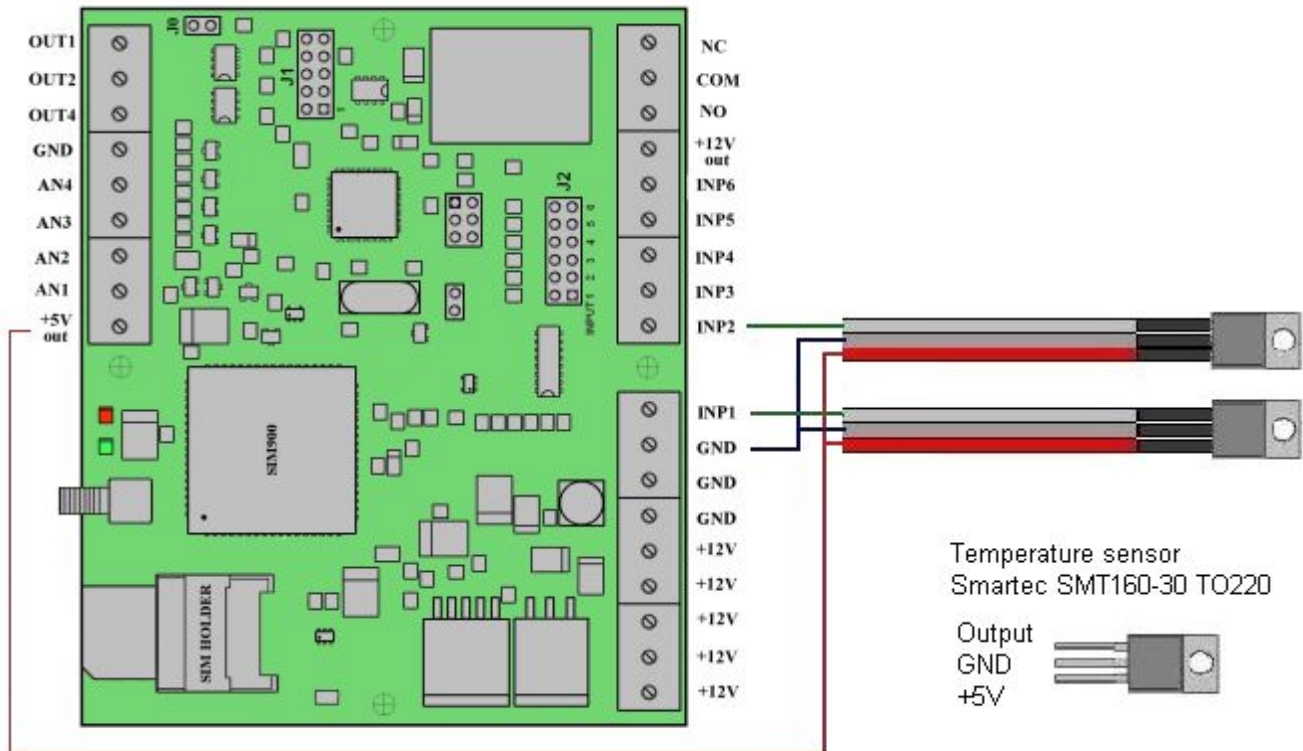 OUT1
OUT2
OUT4
GND
AN4
AN3
AN2
AN1
+5V
out
J0
J1
1
J2
1 2 3 4 5 6
INPUT
SIM900
SIM HOLDER
NC
COM
NO
+12V
out
INP6
INP5
INP4
INP3
INP2
INP1
GND
GND
GND
+12V
+12V
+12V
+12V
+12V
Temperature sensor
Smartec SMT160-30 TO220
Output
GND
+5V